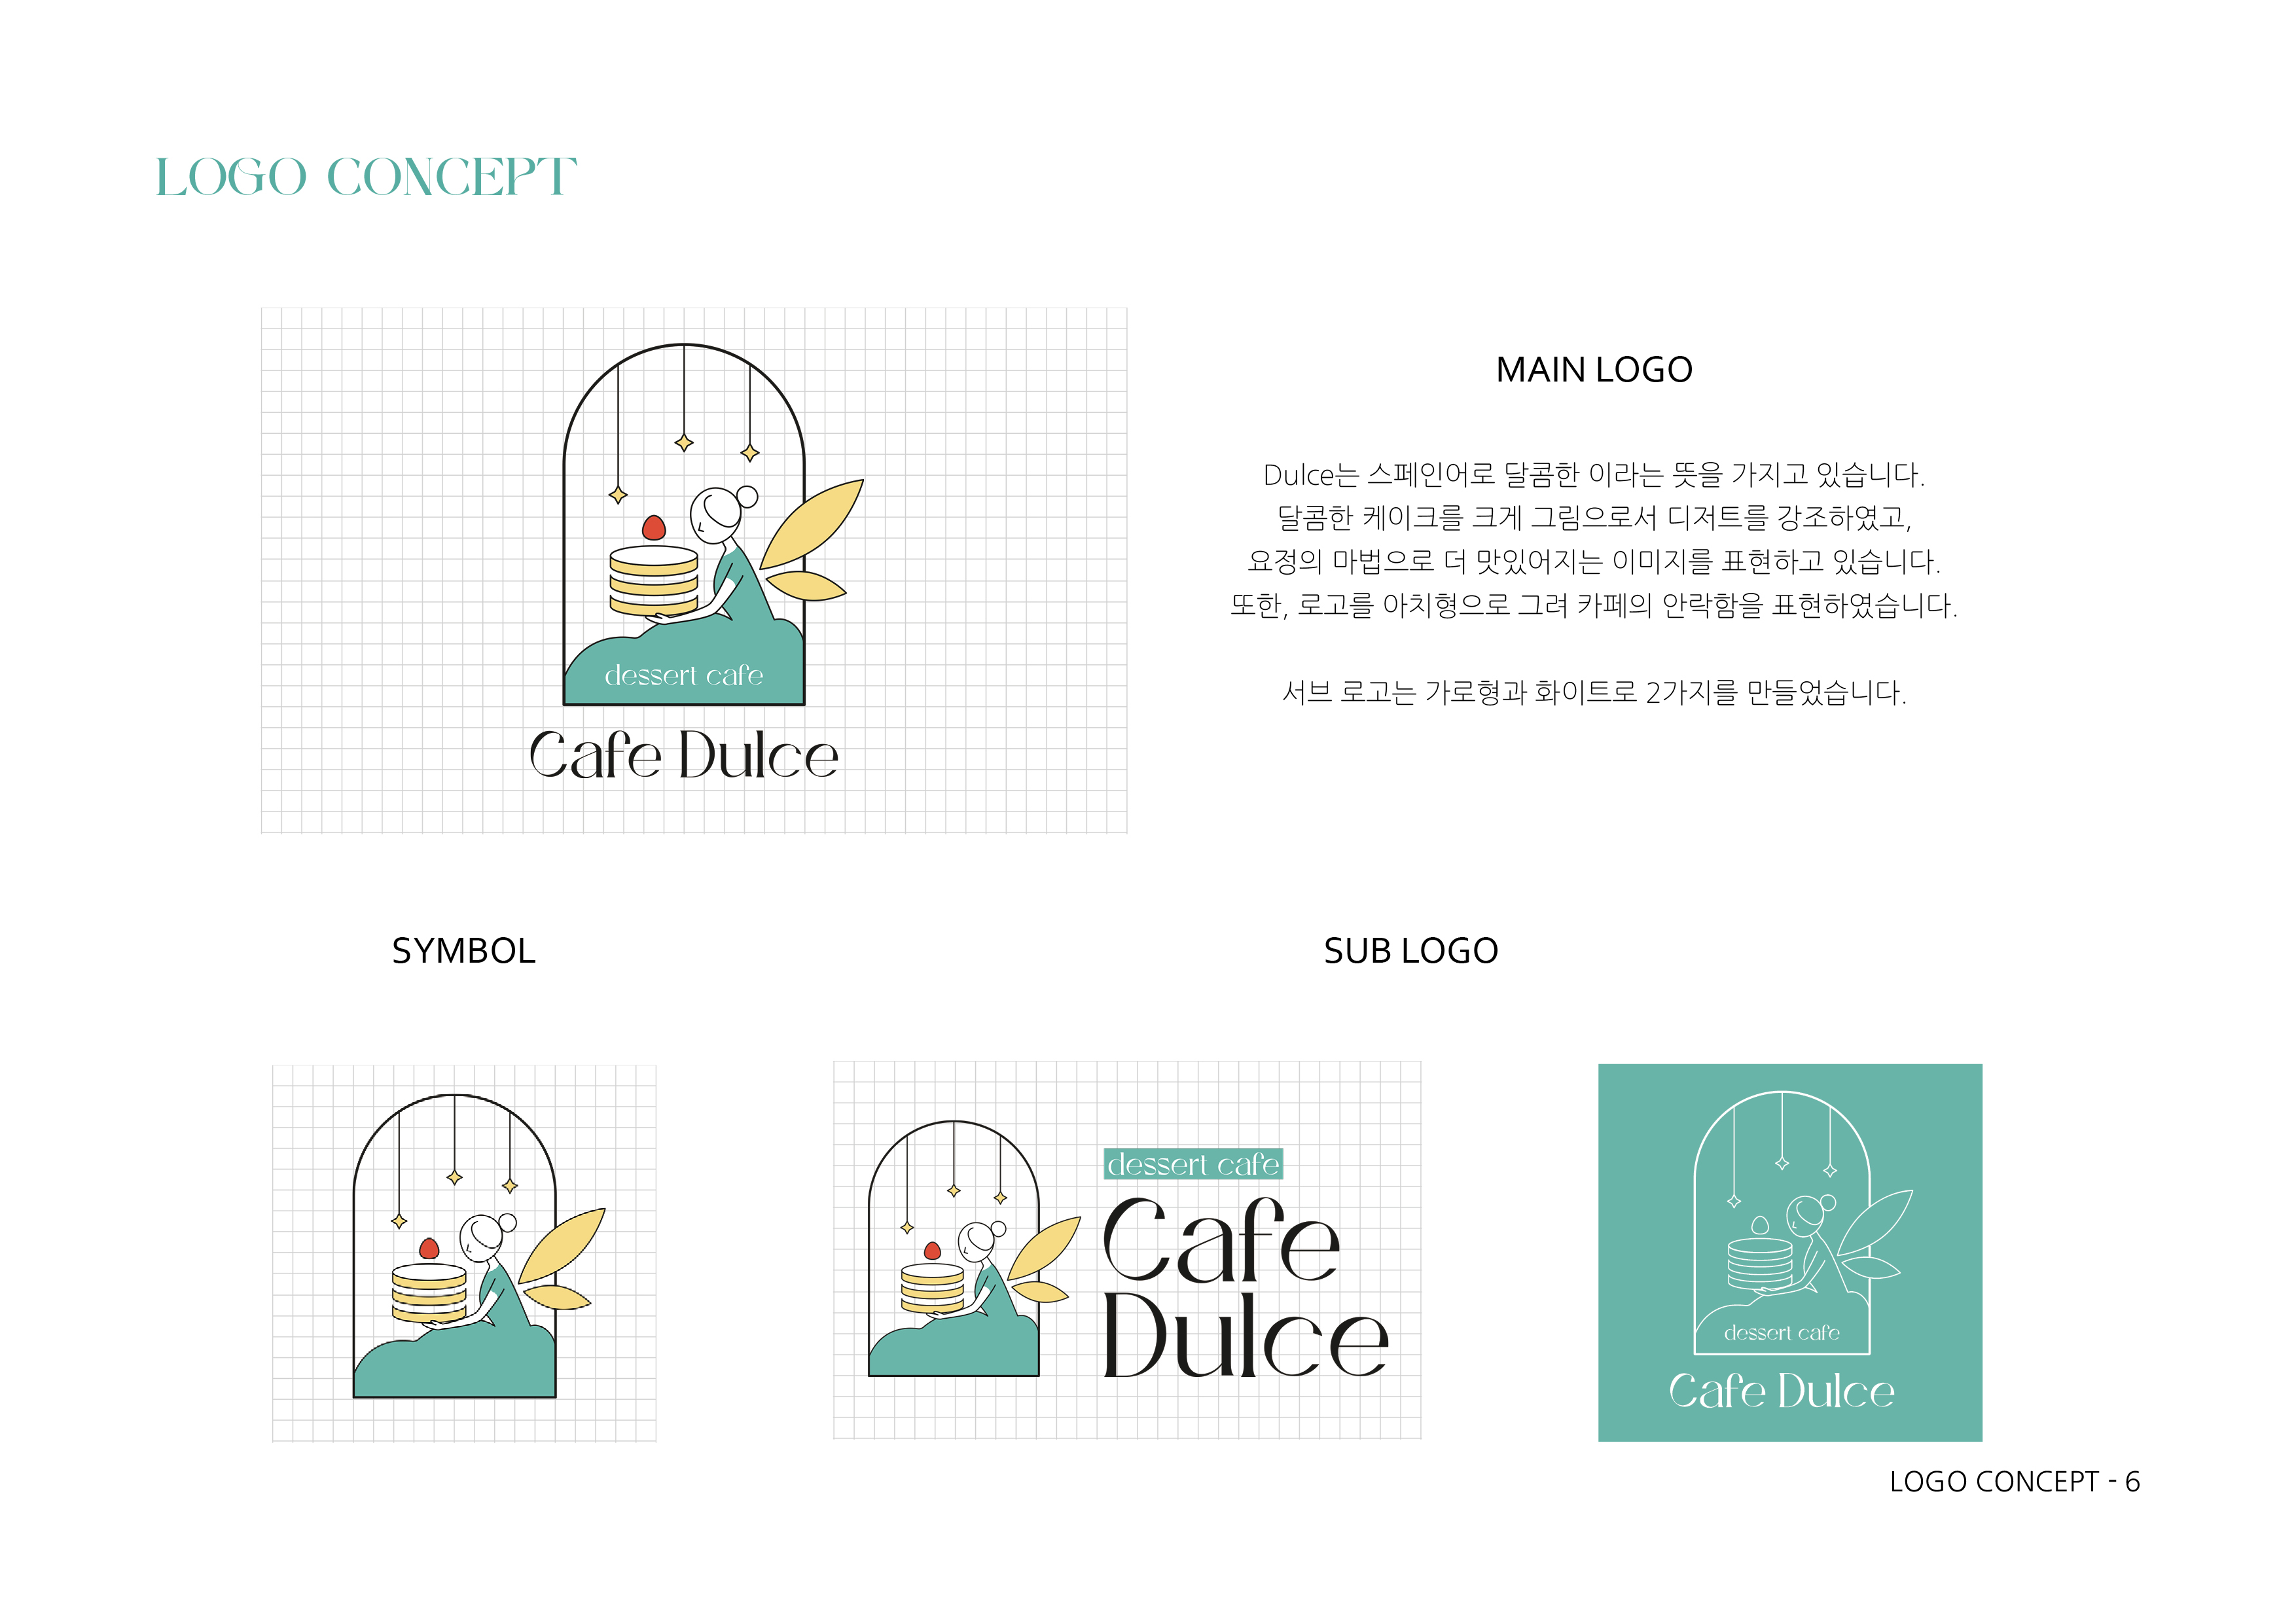 LOGO CONCEPT
dessert cafe
Cafe Dulce
MAIN LOGO
Dulce는 스페인어로 달콤한 이라는 뜻을 가지고 있습니다.
달콤한 케이크를 크게 그림으로서 디저트를 강조하였고,
요정의 마법으로 더 맛있어지는 이미지를 표현하고 있습니다.
또한, 로고를 아치형으로 그려 카페의 안락함을 표현하였습니다.
서브 로고는 가로형과 화이트로 2가지를 만들었습니다.
SYMBOL
SUB LOGO
dessert cafe
Cafe
Dulce
dessert cafe
Cafe Dulce
LOGO CONCEPT - 6